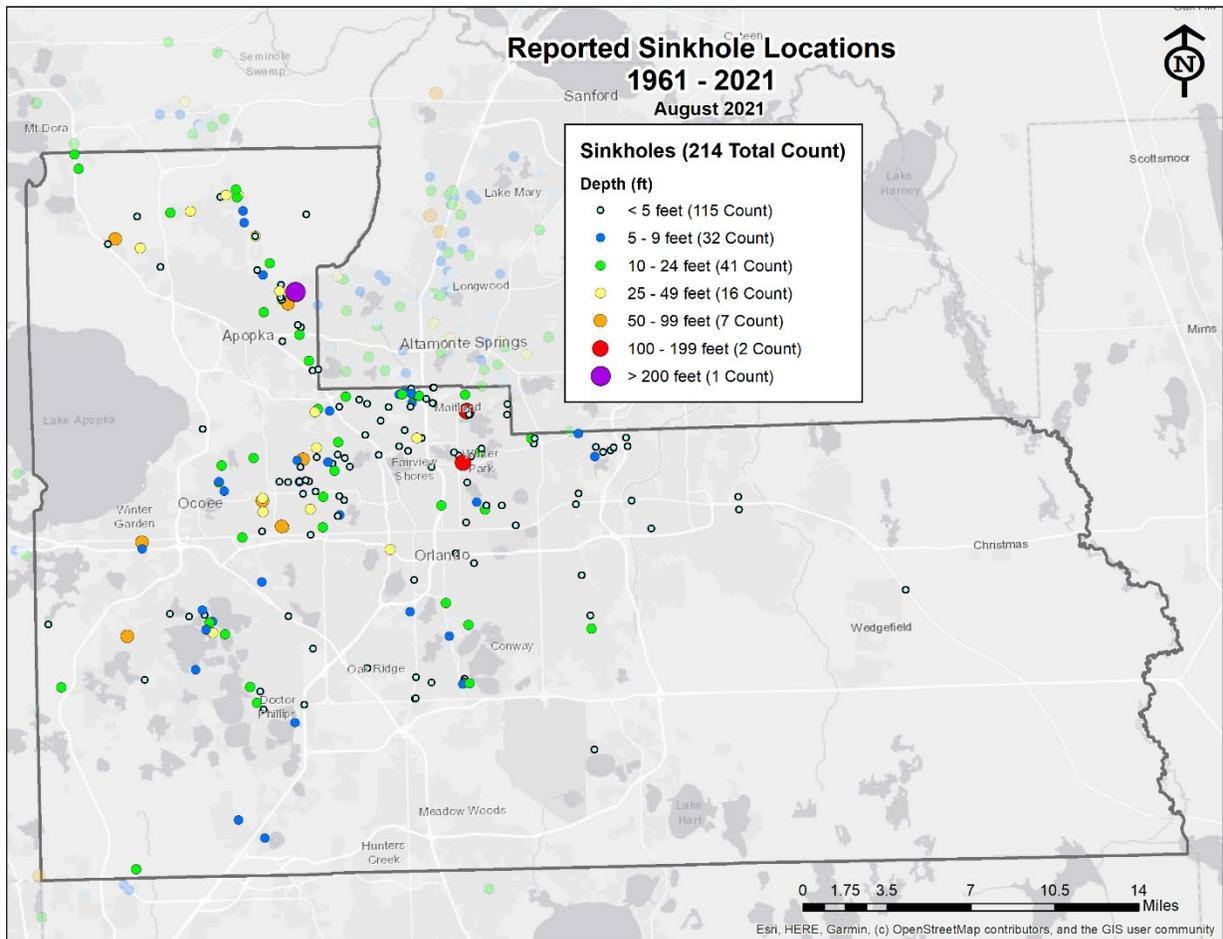 Oak Hill
Reported Sinkhole Locations
1961 - 2021
August 2021
N
Osteen
Seminole
Swamp
Sanford
Mt Dora
Scottsmoor
Lake
Harney
Lake Mary
Sinkholes (214 Total Count)
Depth (ft)
< 5 feet (115 Count)
5 - 9 feet (32 Count)
10 - 24 feet (41 Count)
25 - 49 feet (16 Count)
50 - 99 feet (7 Count)
100 - 199 feet (2 Count)
> 200 feet (1 Count)
Longwood
Mims
Apopka
Altamonte Springs
Maitland
Lake Apopka
Fairview
Shores
Winter
Park
Ocoee
Winter
Garden
Orlando
Christmas
Wedgefield
Conway
Oak Ridge
Doctor
Phillips
Meadow Woods
Lake
Hart
Hunters
Creek
0 1.75 3.5 7 10.5 14
Miles
Esri, HERE, Garmin, (c) OpenStreetMap contributors, and the GIS user community